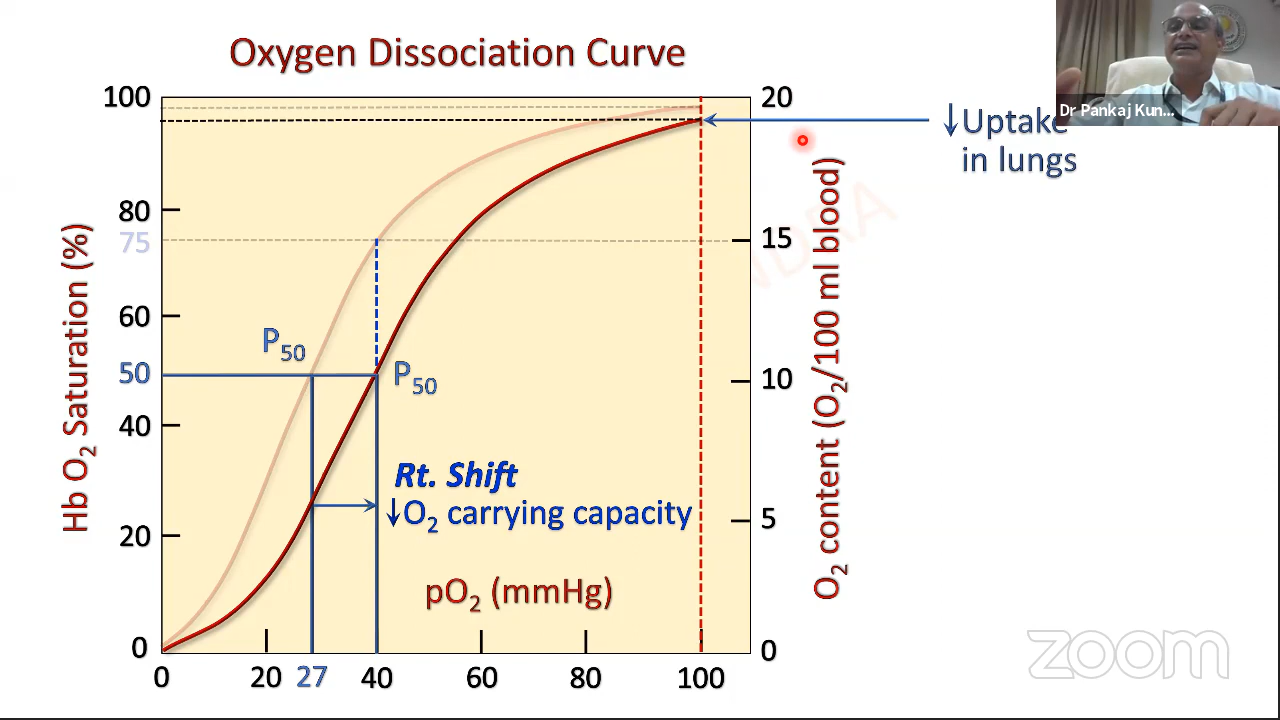 Oxygen Dissociation Curve
Dr Pankaj Kun...
↓Uptake
in lungs
Hb O₂ Saturation (%)
100
80
75
60
50
40
20
0
P₅₀
P₅₀
Rt. Shift
↓O₂ carrying capacity
pO₂ (mmHg)
0 20 27 40 60 80 100
20
15
10
5
0
O₂ content (O₂/100 ml blood)
zoom